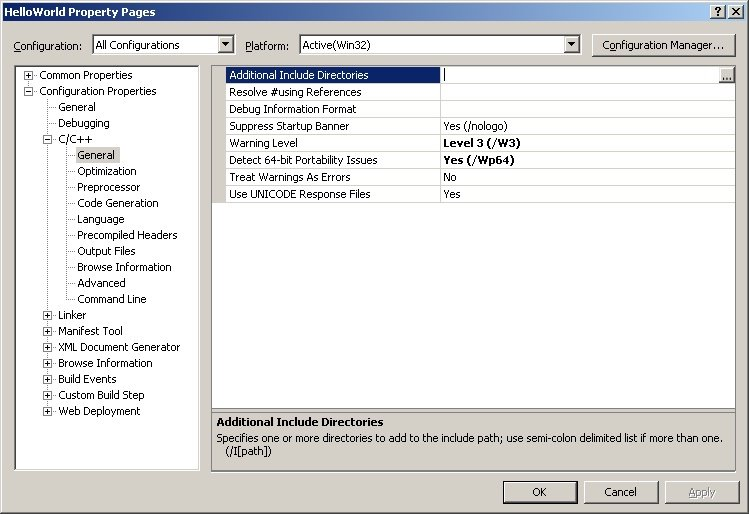 HelloWorld Property Pages
Configuration: All Configurations Platform: Active(Win32) Configuration Manager...
Common Properties
Configuration Properties
General
Debugging
C/C++
General
Optimization
Preprocessor
Code Generation
Language
Precompiled Headers
Output Files
Browse Information
Advanced
Command Line
Linker
Manifest Tool
XML Document Generator
Browse Information
Build Events
Custom Build Step
Web Deployment
Additional Include Directories ...
Resolve #using References
Debug Information Format
Suppress Startup Banner Yes (/nologo)
Warning Level Level 3 (/W3)
Detect 64-bit Portability Issues Yes (/Wp64)
Treat Warnings As Errors No
Use UNICODE Response Files Yes
Additional Include Directories
Specifies one or more directories to add to the include path; use semi-colon delimited list if more than one.
(/I[path])
OK Cancel Apply